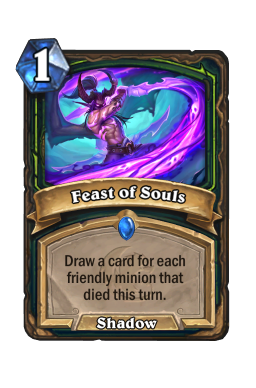 1
Feast of Souls
Draw a card for each
friendly minion that
died this turn.
Shadow